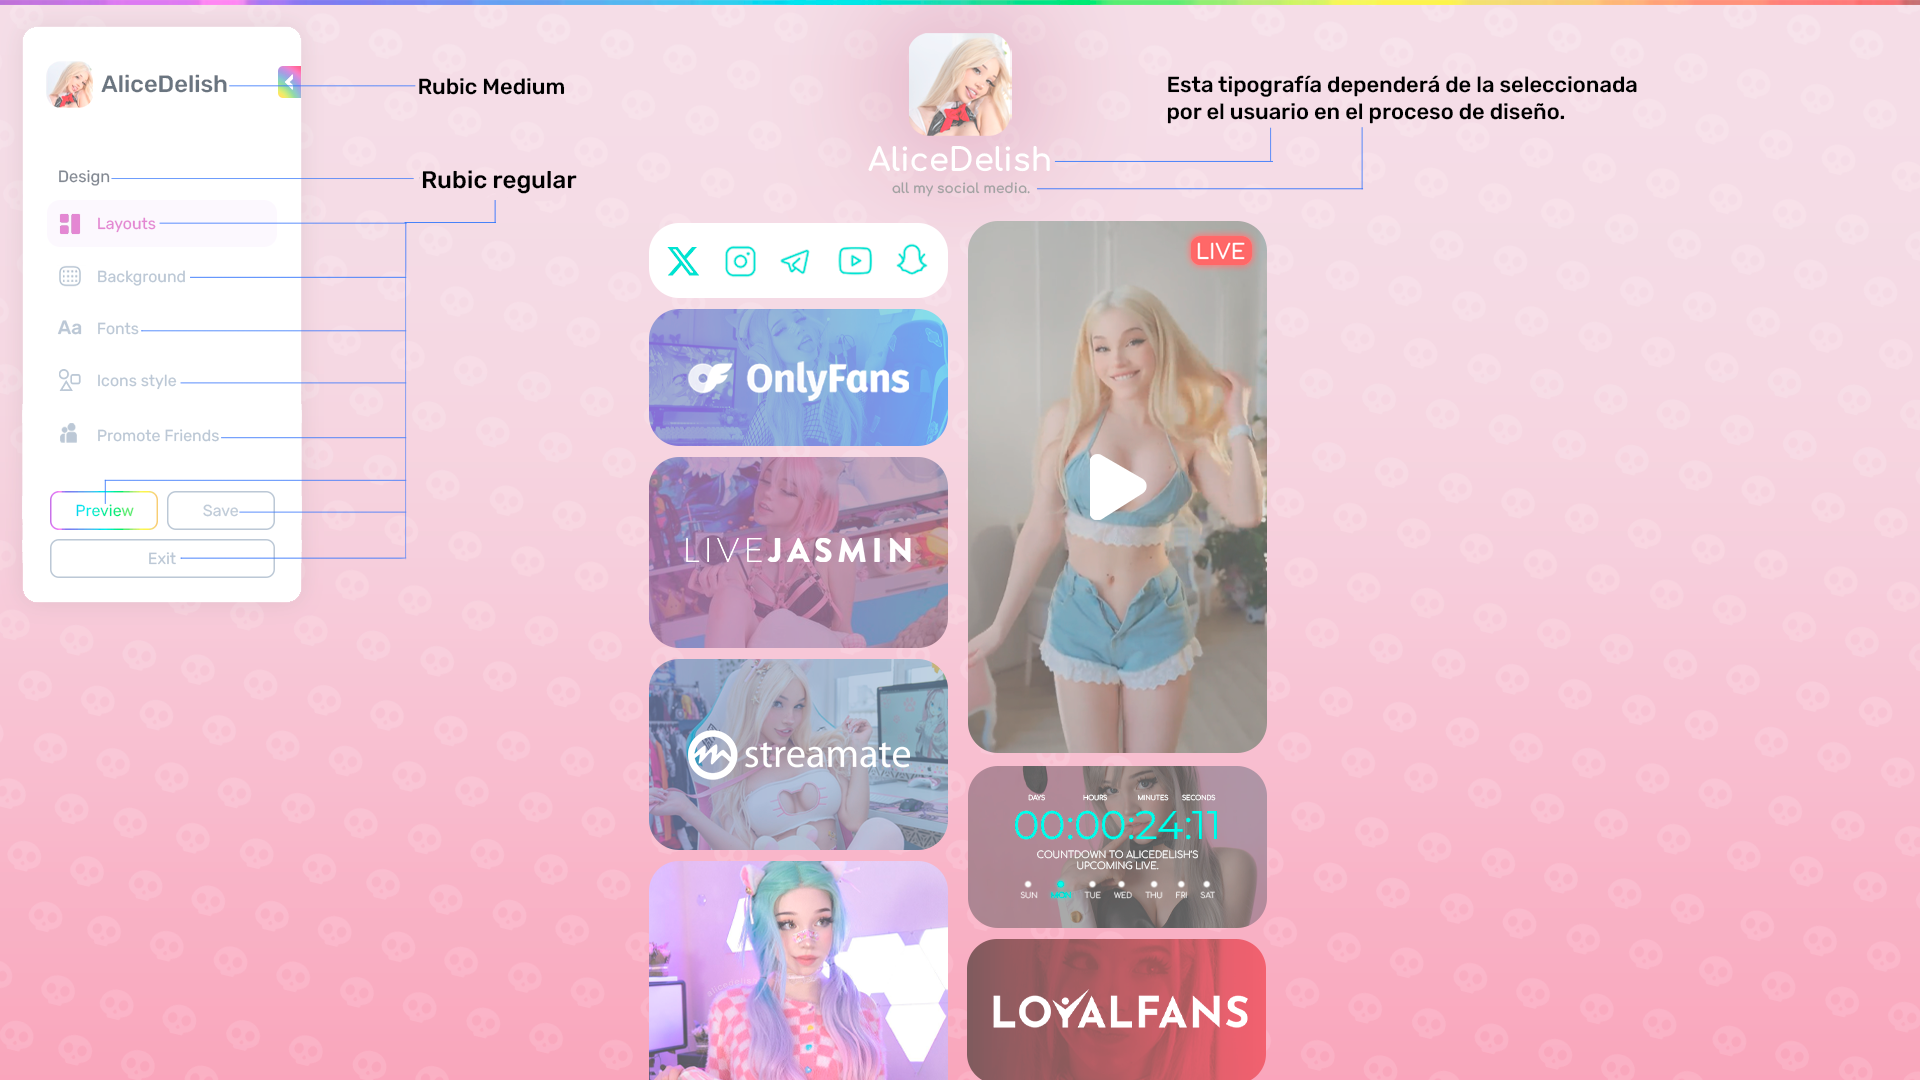 AliceDelish
Rubic Medium
Design
Rubic regular
Layouts
Background
Aa Fonts
Icons style
Promote Friends
Preview
Save
Exit
Esta tipografía dependerá de la seleccionada
por el usuario en el proceso de diseño.
AliceDelish
all my social media.
OnlyFans
LIVEJASMIN
streamate
LIVE
DAYS HOURS MINUTES SECONDS
00:00:24:11
COUNTDOWN TO ALICEDELISH'S
UPCOMING LIVE.
SUN TUE WED THU FRI SAT
LOYALFANS